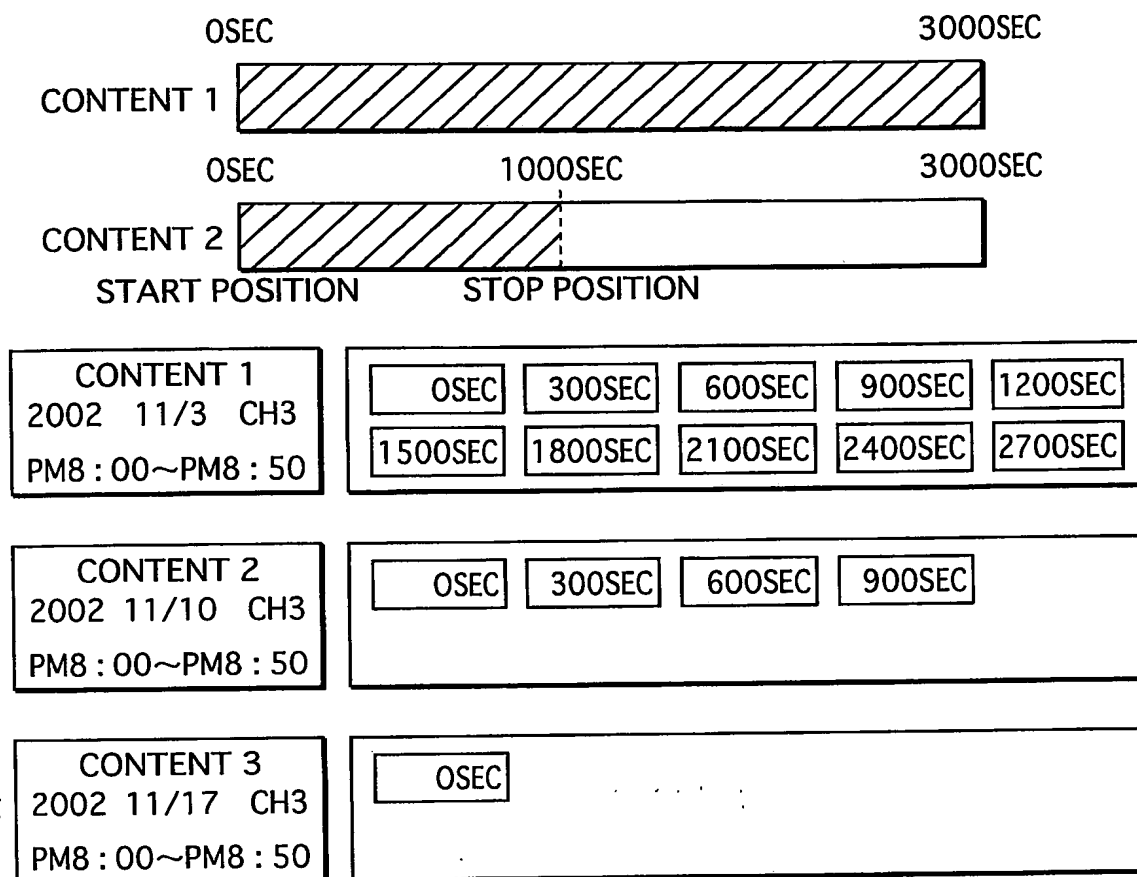 0SEC 3000SEC
CONTENT 1
0SEC 1000SEC 3000SEC
CONTENT 2
START POSITION STOP POSITION
CONTENT 1
2002 11/3 CH3
PM8:00~PM8:50
0SEC 300SEC 600SEC 900SEC 1200SEC
1500SEC 1800SEC 2100SEC 2400SEC 2700SEC
CONTENT 2
2002 11/10 CH3
PM8:00~PM8:50
0SEC 300SEC 600SEC 900SEC
CONTENT 3
2002 11/17 CH3
PM8:00~PM8:50
0SEC